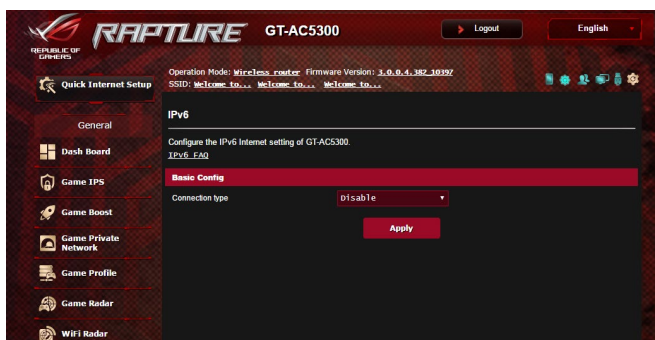 REPUBLIC OF
GAMERS
RAPTURE
GT-AC5300
Logout
English
Quick Internet Setup
Operation Mode: Wireless router Firmware Version: 3.0.0.4.382_10397
SSID: Welcome to... Welcome to... Welcome to...
General
Dash Board
Game IPS
Game Boost
Game Private
Network
Game Profile
Game Radar
WiFi Radar
IPv6
Configure the IPv6 Internet setting of GT-AC5300.
IPv6 FAQ
Basic Config
Connection type
Disable
Apply